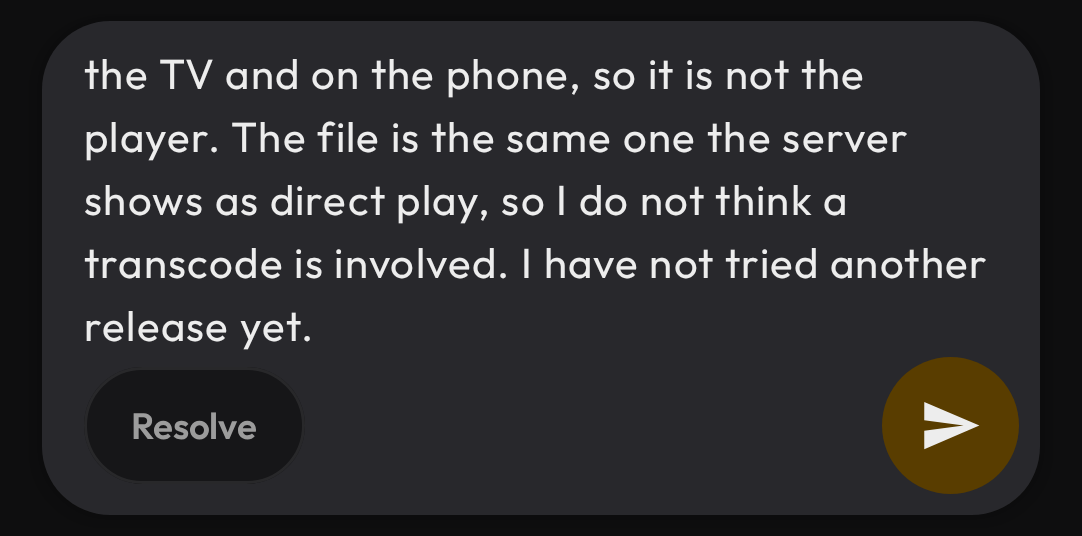 the TV and on the phone, so it is not the
player. The file is the same one the server
shows as direct play, so I do not think a
transcode is involved. I have not tried another
release yet.
Resolve